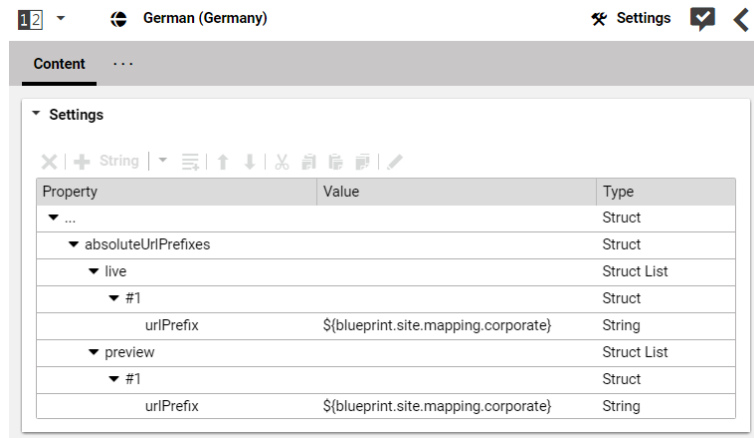 12 German (Germany) Settings
Content ...
Settings
String
Property Value Type
... Struct
absoluteUrlPrefixes Struct
live Struct List
#1 Struct
urlPrefix ${blueprint.site.mapping.corporate} String
preview Struct List
#1 Struct
urlPrefix ${blueprint.site.mapping.corporate} String